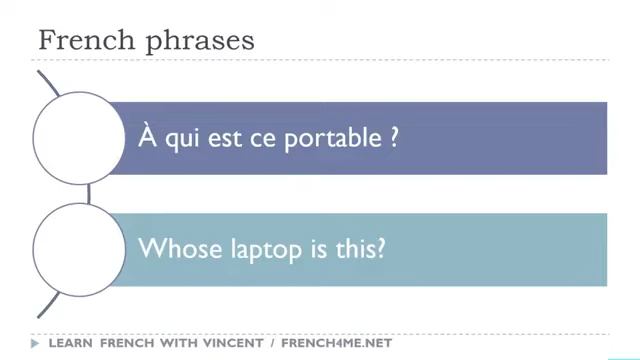 French phrases
À qui est ce portable ?
Whose laptop is this?
LEARN FRENCH WITH VINCENT / FRENCH4ME.NET